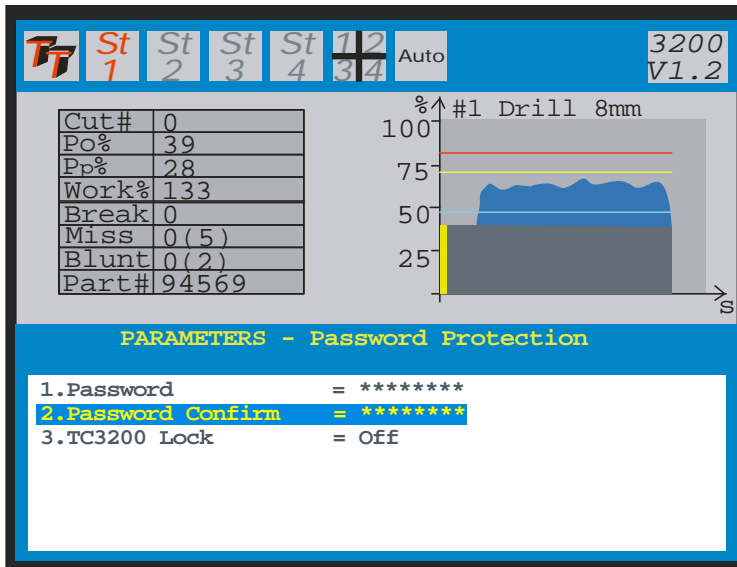 TT St 1 St 2 St 3 St 4 1 2 3 4 Auto 3200 V1.2
Cut# 0
Po% 39
Pp% 28
Work% 133
Break 0
Miss 0(5)
Blunt 0(2)
Part# 94569
% #1 Drill 8mm
100
75
50
25
s
PARAMETERS - Password Protection
1.Password = ********
2.Password Confirm = ********
3.TC3200 Lock = Off